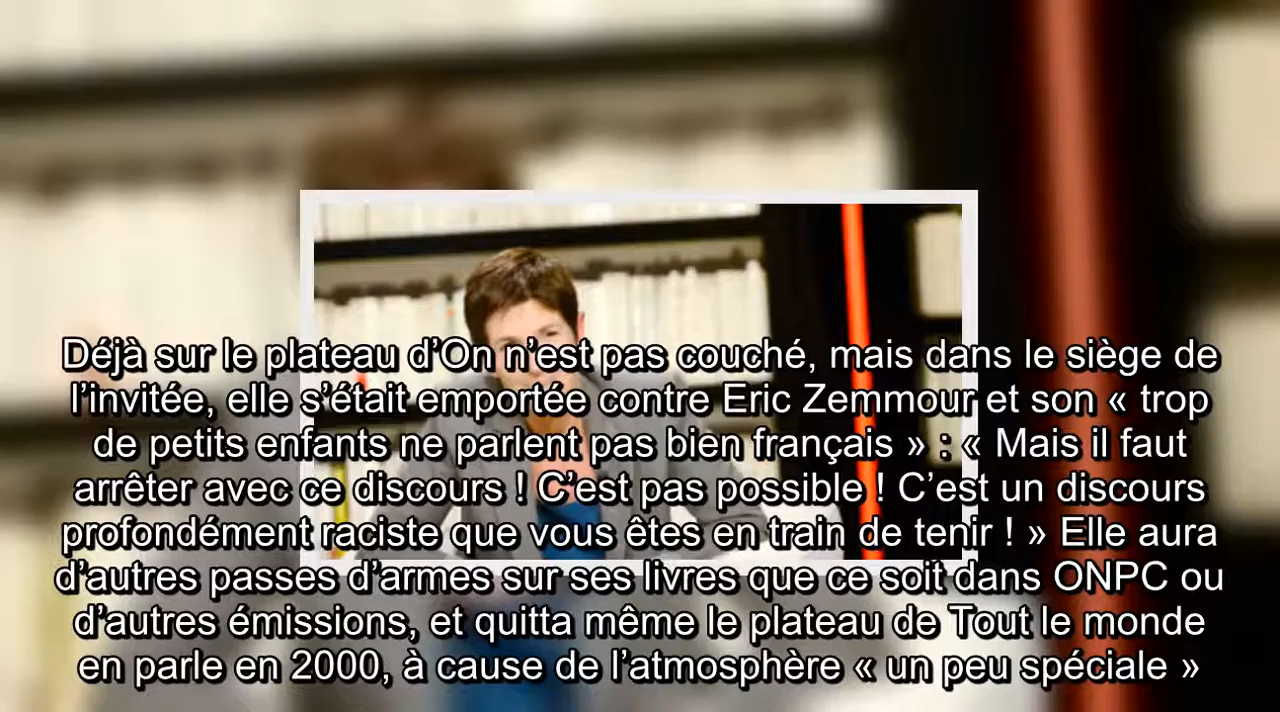 Déjà sur le plateau d’On n’est pas couché, mais dans le siège de
l’invitée, elle s’était emportée contre Eric Zemmour et son « trop
de petits enfants ne parlent pas bien français » : « Mais il faut
arrêter avec ce discours ! C’est pas possible ! C’est un discours
profondément raciste que vous êtes en train de tenir ! » Elle aura
d’autres passes d’armes sur ses livres que ce soit dans ONPC ou
d’autres émissions, et quitta même le plateau de Tout le monde
en parle en 2000, à cause de l’atmosphère « un peu spéciale »